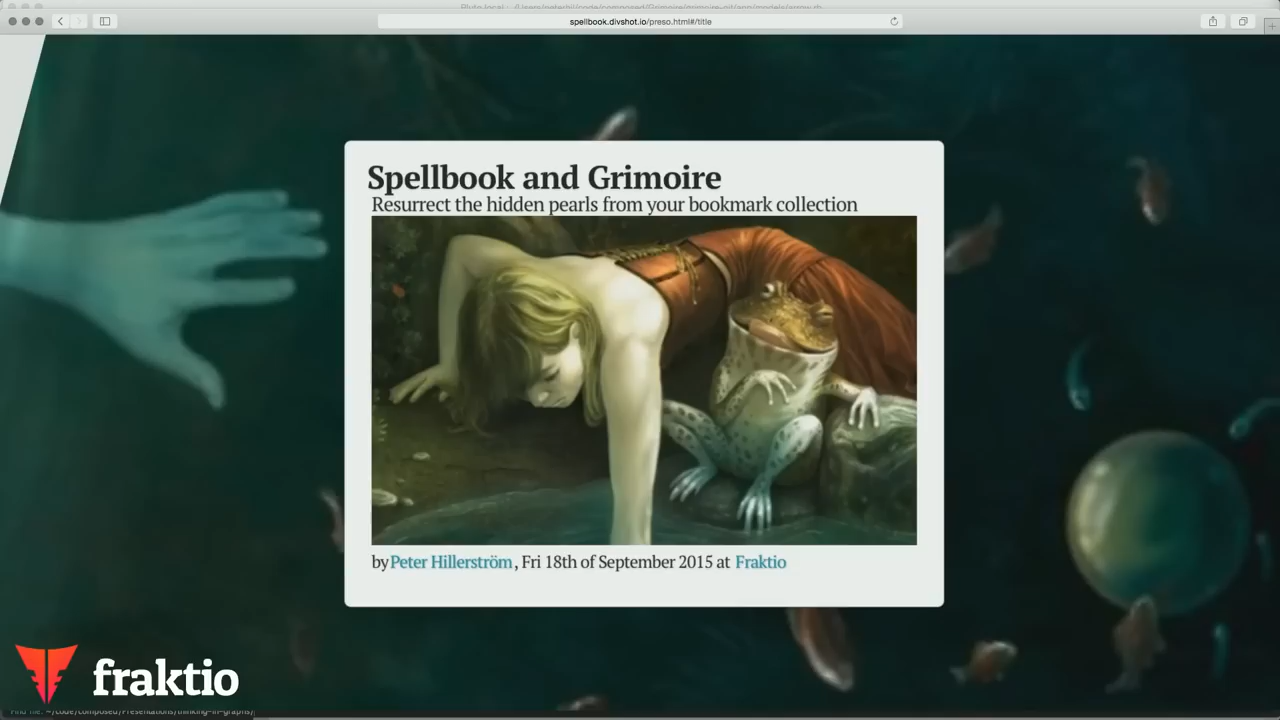 spellbook.divshot.io/preso.html#/title
Spellbook and Grimoire
Resurrect the hidden pearls from your bookmark collection
by Peter Hillerström, Fri 18th of September 2015 at Fraktio
fraktio